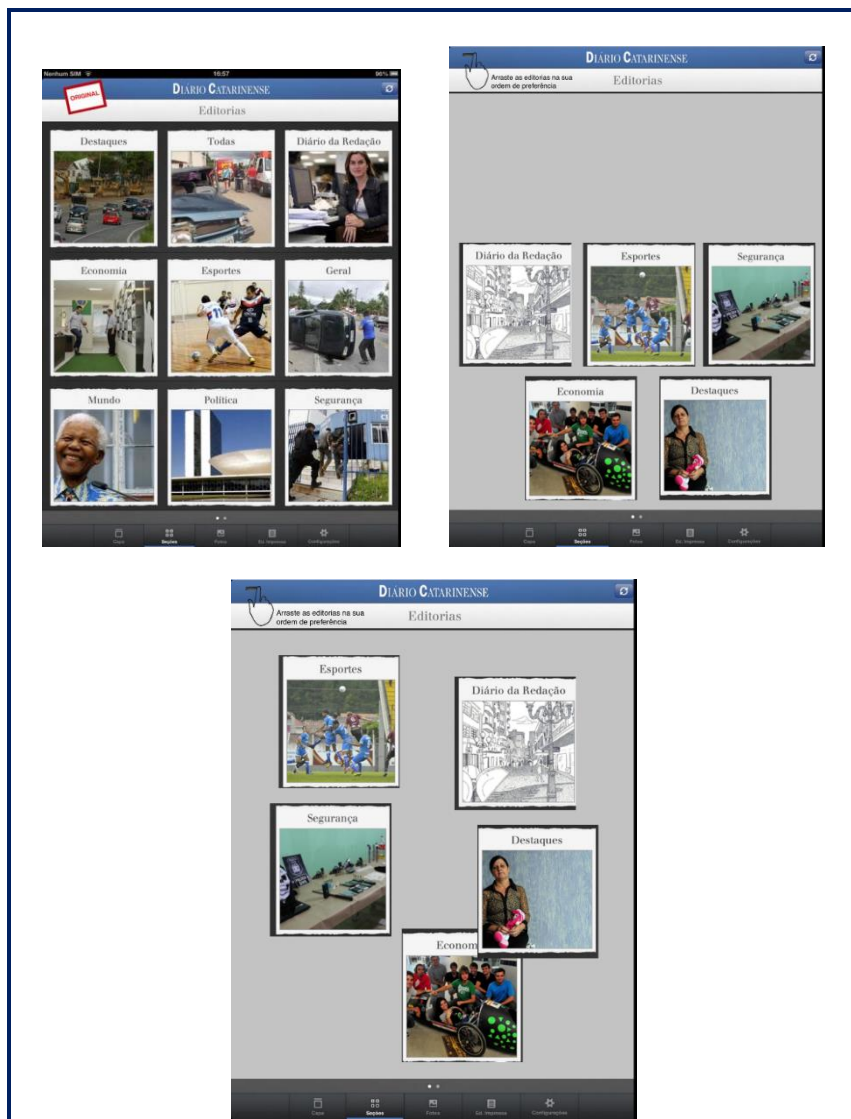 Nenhum SIM 16:57 96%
ORIGINAL
DIÁRIO CATARINENSE
Editorias
Destaques Todas Diário da Redação
Economia Esportes Geral
Mundo Política Segurança
Capa Seções Fotos Ed. Impressa Configurações
DIÁRIO CATARINENSE
Arraste as editorias na sua
ordem de preferência
Editorias
Diário da Redação Esportes Segurança
Economia Destaques
Capa Seções Fotos Ed. Impressa Configurações
DIÁRIO CATARINENSE
Arraste as editorias na sua
ordem de preferência
Editorias
Esportes
Diário da Redação
Segurança
Destaques
Econom
Capa Seções Fotos Ed. Impressa Configurações